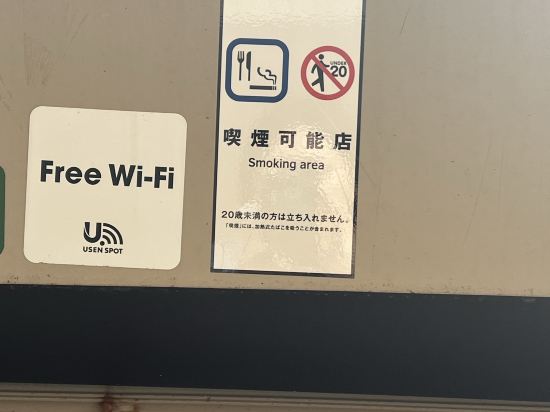 Free Wi-Fi
USEN SPOT
UNDER
20
喫煙可能店
Smoking area
20歳未満の方は立ち入れません。
「喫煙」には、加熱式たばこを吸うことが含まれます。